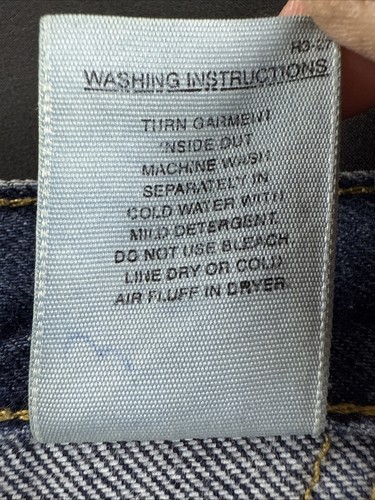 WASHING INSTRUCTIONS
TURN GARMENT
INSIDE OUT
MACHINE WASH
SEPARATELY IN
COLD WATER WITH
MILD DETERGENT.
DO NOT USE BLEACH
LINE DRY OR COLD
AIR FLUFF IN DRYER.